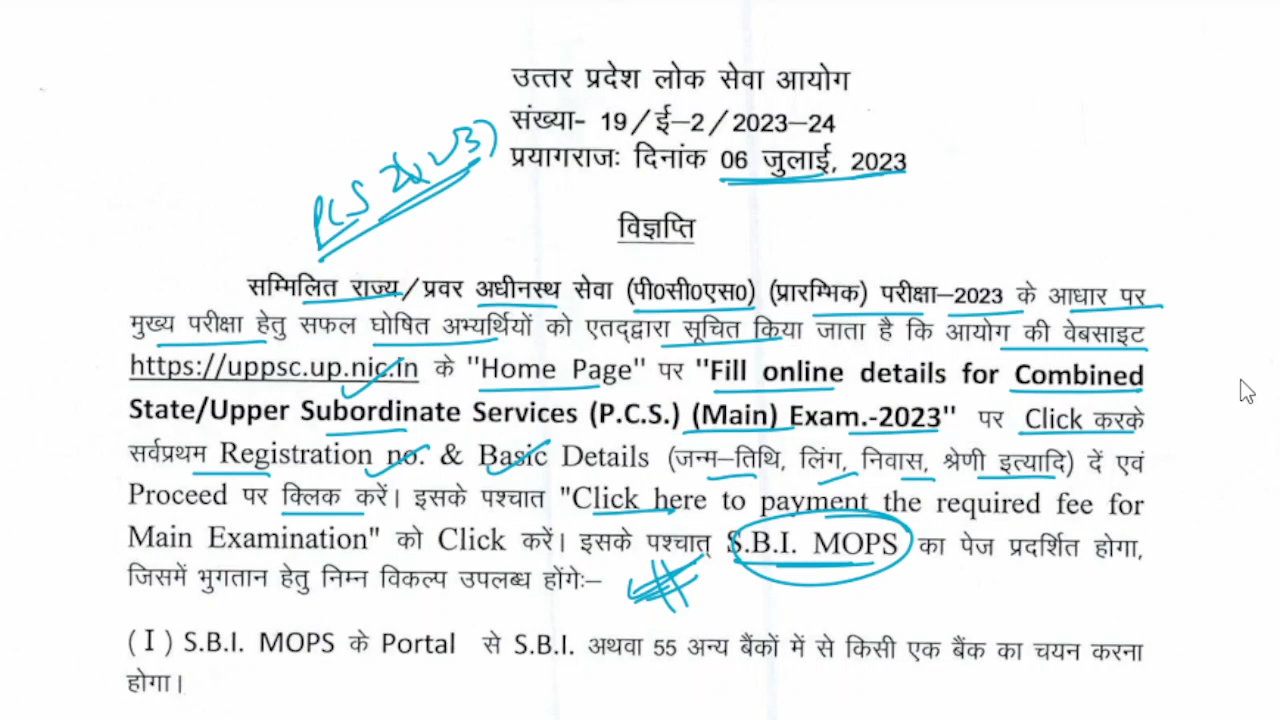 उत्तर प्रदेश लोक सेवा आयोग
संख्या- 19/ई–2/2023–24
प्रयागराजः दिनांक 06 जुलाई, 2023
PCS 2023)
विज्ञप्ति
सम्मिलित राज्य/प्रवर अधीनस्थ सेवा (पी0सी0एस0) (प्रारम्भिक) परीक्षा–2023 के आधार पर
मुख्य परीक्षा हेतु सफल घोषित अभ्यर्थियों को एतद्द्वारा सूचित किया जाता है कि आयोग की वेबसाइट
https://uppsc.up.nic.in के "Home Page" पर "Fill online details for Combined
State/Upper Subordinate Services (P.C.S.) (Main) Exam.-2023" पर Click करके
सर्वप्रथम Registration no. & Basic Details (जन्म–तिथि, लिंग, निवास, श्रेणी इत्यादि) दें एवं
Proceed पर क्लिक करें। इसके पश्चात "Click here to payment the required fee for
Main Examination" को Click करें। इसके पश्चात् S.B.I. MOPS का पेज प्रदर्शित होगा,
जिसमें भुगतान हेतु निम्न विकल्प उपलब्ध होंगेः–
(I) S.B.I. MOPS के Portal से S.B.I. अथवा 55 अन्य बैंकों में से किसी एक बैंक का चयन करना
होगा।